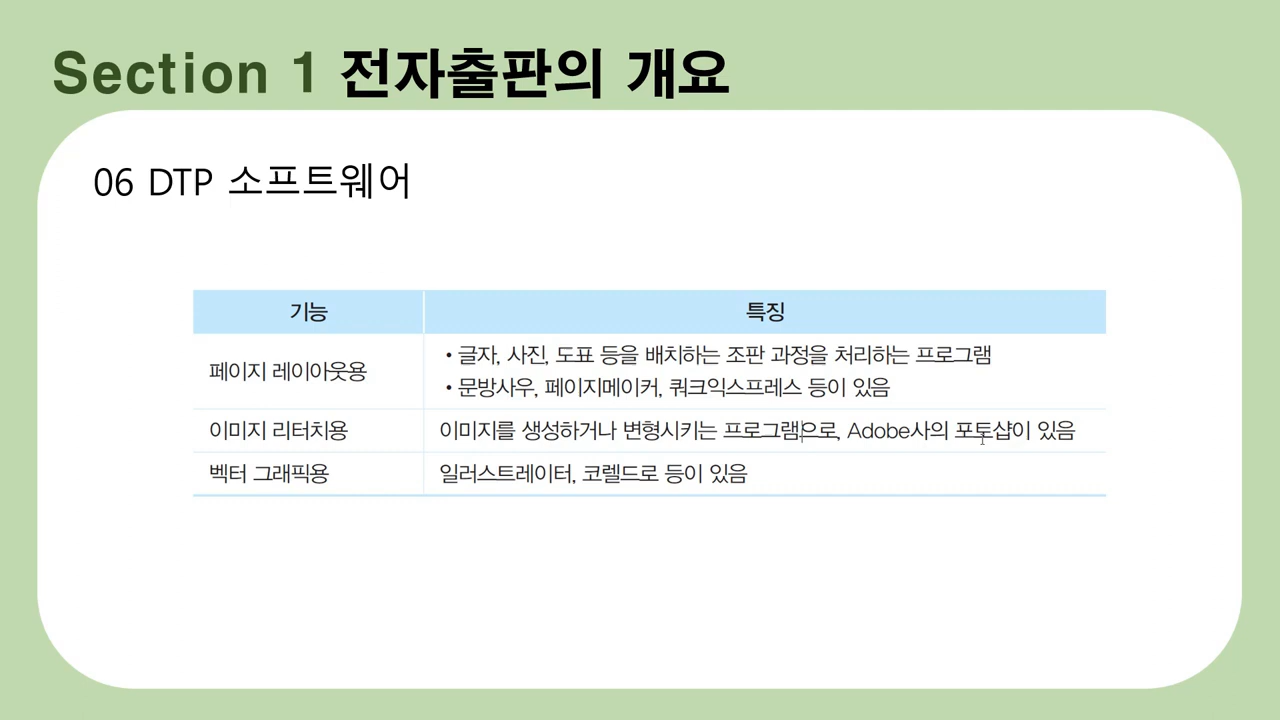 Section 1 전자출판의 개요
06 DTP 소프트웨어
기능 특징
페이지 레이아웃용
• 글자, 사진, 도표 등을 배치하는 조판 과정을 처리하는 프로그램
• 문방사우, 페이지메이커, 쿼크익스프레스 등이 있음
이미지 리터치용 이미지를 생성하거나 변형시키는 프로그램으로, Adobe사의 포토샵이 있음
벡터 그래픽용 일러스트레이터, 코렐드로 등이 있음